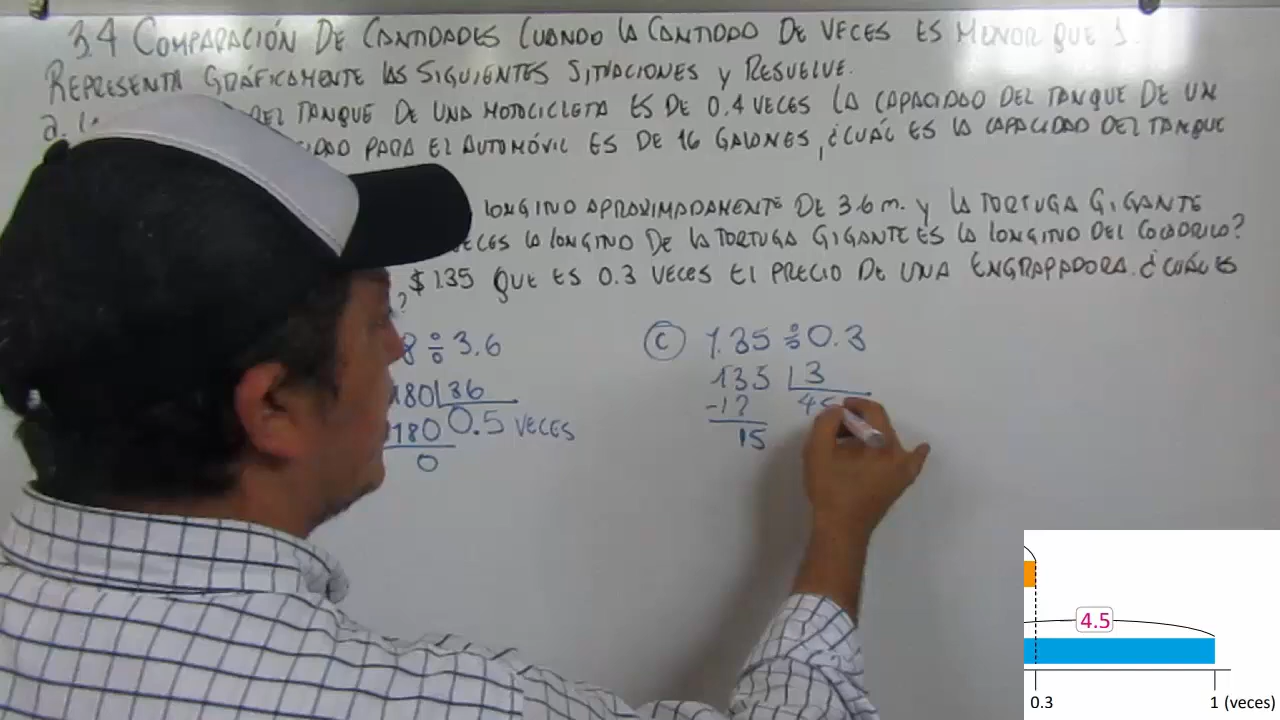 3.4 COMPARACIÓN DE CANTIDADES CUANDO LA CANTIDAD DE VECES ES MENOR QUE 1.
REPRESENTA GRÁFICAMENTE LAS SIGUIENTES SITUACIONES Y RESUELVE.
a. DEL TANQUE DE UNA MOTOCICLETA ES DE 0.4 VECES LA CAPACIDAD DEL TANQUE DE UN
PARA EL AUTOMÓVIL ES DE 16 GALONES, ¿CUÁL ES LA CAPACIDAD DEL TANQUE
LONGITUD APROXIMADAMENTE DE 3.6 m. y LA TORTUGA GIGANTE
LA LONGITUD DE LA TORTUGA GIGANTE ES LA LONGITUD DEL COCODRILO?
$1.35 QUE ES 0.3 VECES EL PRECIO DE UNA ENGRAPADORA. ¿CUÁL ES
?
8 ÷ 3.6
180 36
180 0.5 VECES
0
C 1.35 ÷ 0.3
135 3
-12
15
4.5
0.3 1 (veces)